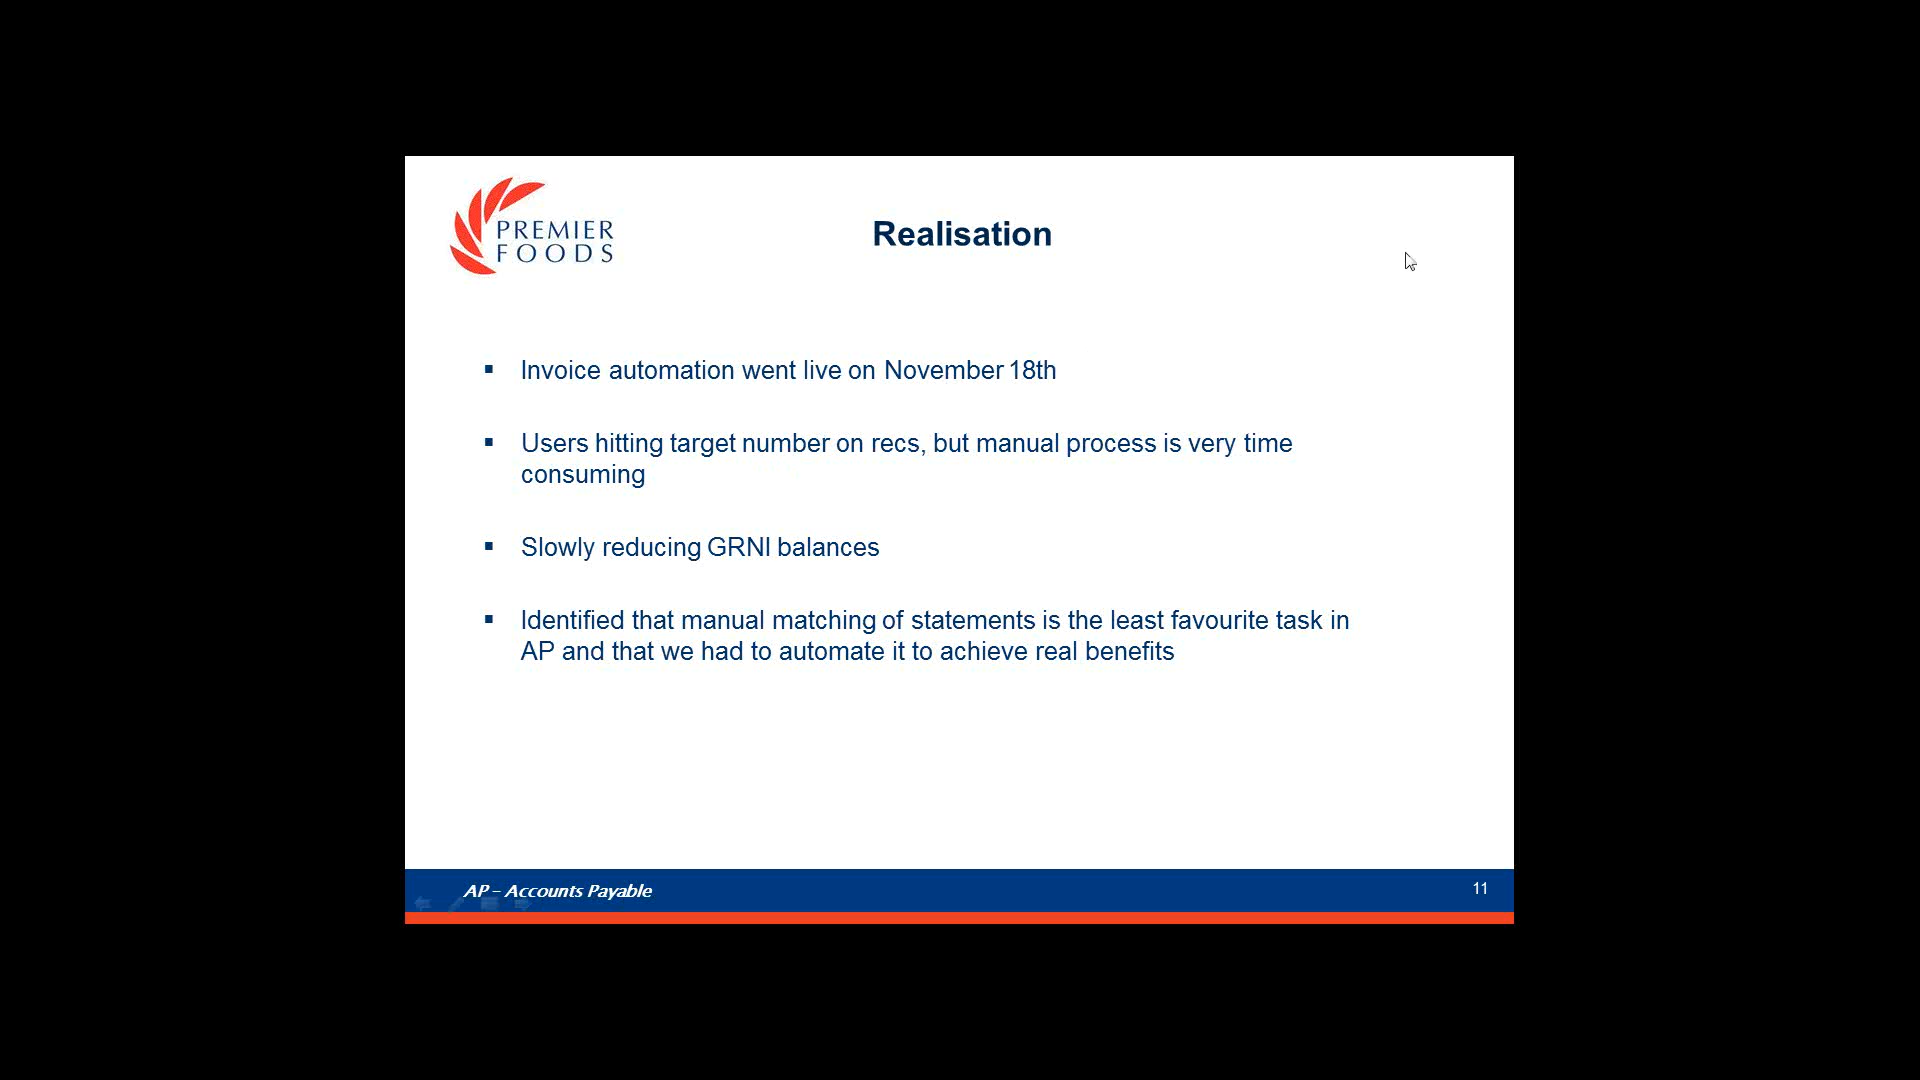 PREMIER
FOODS
Realisation
▪ Invoice automation went live on November 18th
▪ Users hitting target number on recs, but manual process is very time
consuming
▪ Slowly reducing GRNI balances
▪ Identified that manual matching of statements is the least favourite task in
AP and that we had to automate it to achieve real benefits
AP – Accounts Payable
11